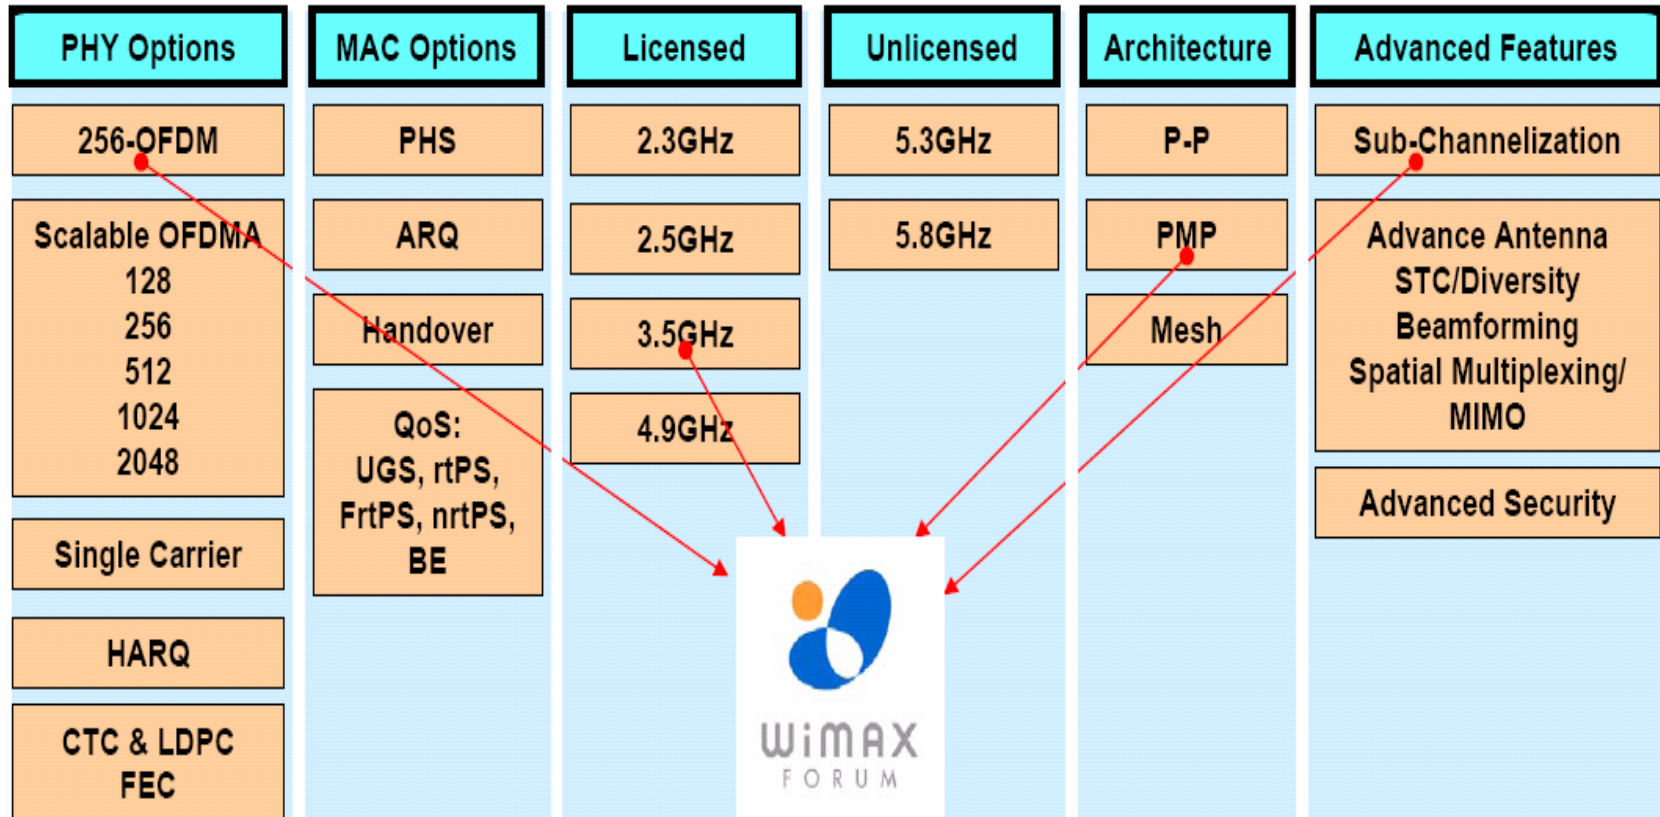 PHY Options
256-OFDM
Scalable OFDMA
128
256
512
1024
2048
Single Carrier
HARQ
CTC & LDPC
FEC
MAC Options
PHS
ARQ
Handover
QoS:
UGS, rtPS,
FrtPS, nrtPS,
BE
Licensed
2.3GHz
2.5GHz
3.5GHz
4.9GHz
Unlicensed
5.3GHz
5.8GHz
Architecture
P-P
PMP
Mesh
Advanced Features
Sub-Channelization
Advance Antenna
STC/Diversity
Beamforming
Spatial Multiplexing/
MIMO
Advanced Security
WiMAX
FORUM